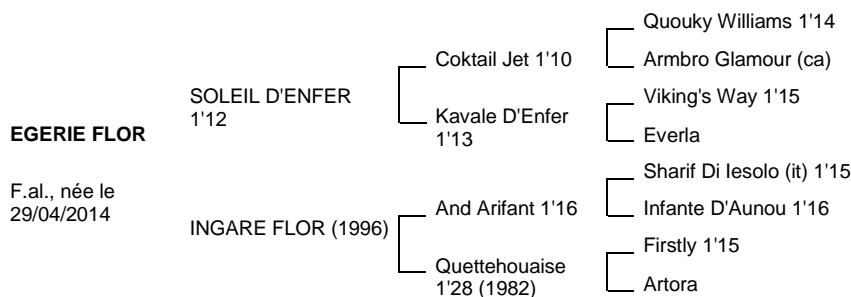 EGERIE FLOR
F.al., née le
29/04/2014
SOLEIL D'ENFER
1'12
INGARE FLOR (1996)
Coktail Jet 1'10
Kavale D'Enfer
1'13
And Arifant 1'16
Quettehouaise
1'28 (1982)
Quouky Williams 1'14
Armbro Glamour (ca)
Viking's Way 1'15
Everla
Sharif Di Iesolo (it) 1'15
Infante D'Aunou 1'16
Firstly 1'15
Artora